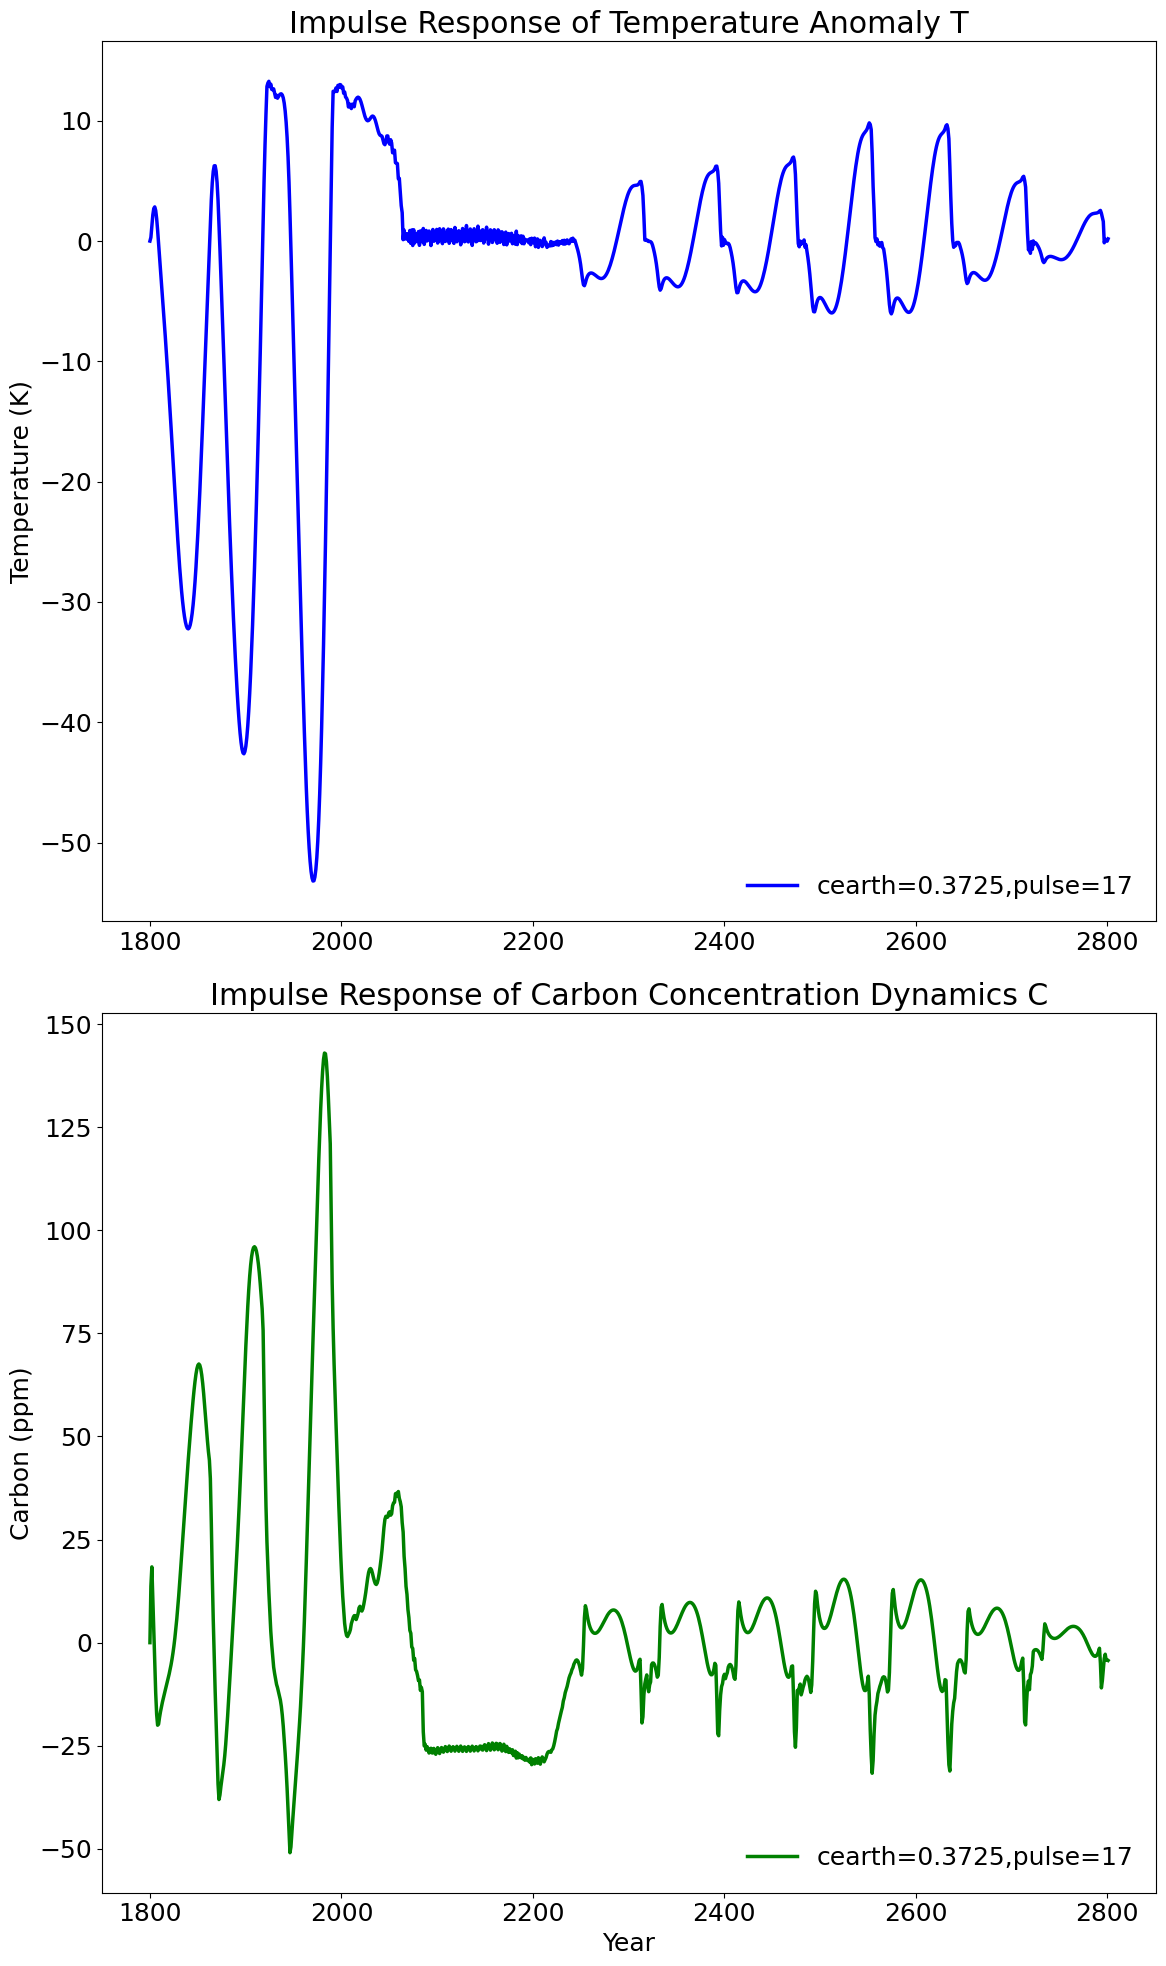 Impulse Response of Temperature Anomaly T
10
0
−10
−20
−30
−40
−50
Temperature (K)
cearth=0.3725,pulse=17
1800 2000 2200 2400 2600 2800
Impulse Response of Carbon Concentration Dynamics C
150
125
100
75
50
25
0
−25
−50
Carbon (ppm)
cearth=0.3725,pulse=17
1800 2000 2200 2400 2600 2800
Year